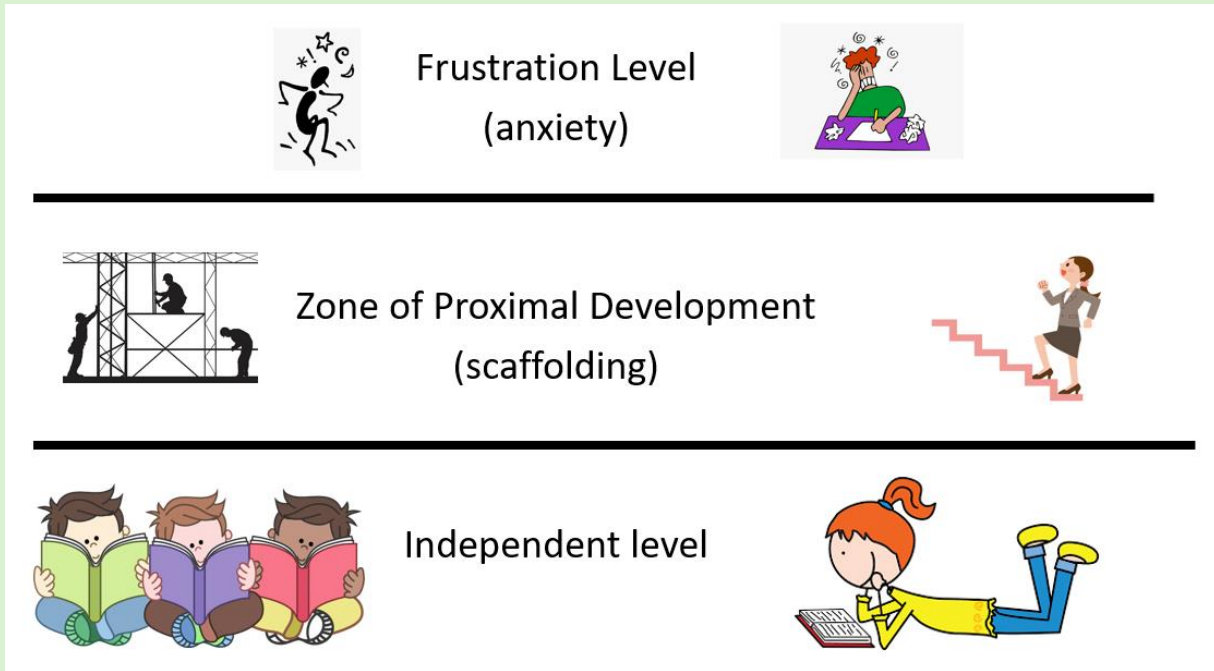 Frustration Level
(anxiety)
Zone of Proximal Development
(scaffolding)
Independent level